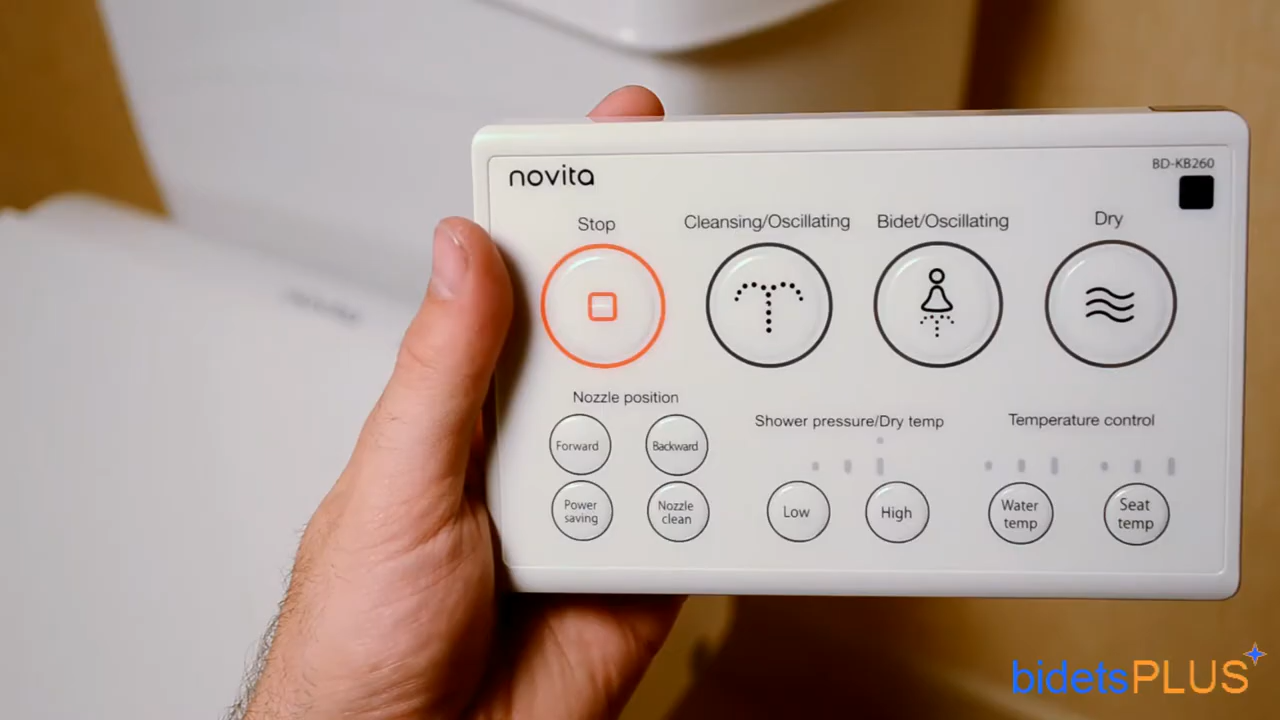 novita
BD-KB260
Stop
Cleansing/Oscillating
Bidet/Oscillating
Dry
Nozzle position
Forward
Backward
Power
saving
Nozzle
clean
Shower pressure/Dry temp
Low
High
Temperature control
Water
temp
Seat
temp
novita
bidetsPLUS